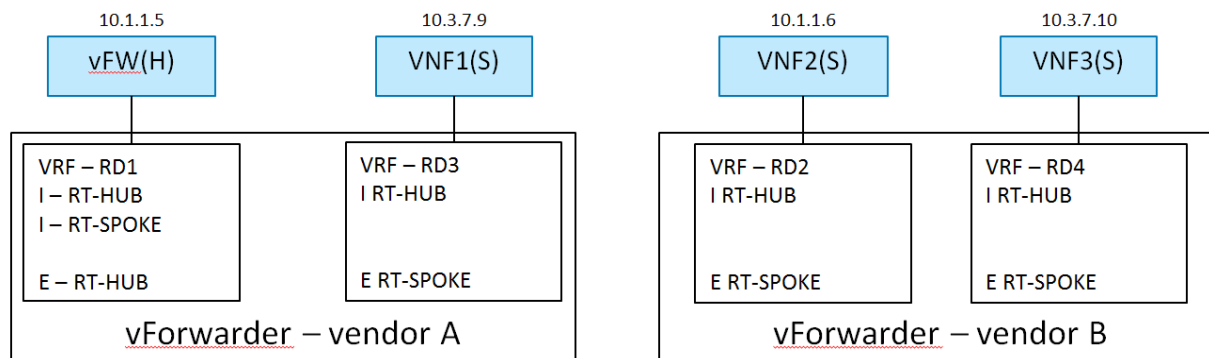 10.1.1.5
10.3.7.9
10.1.1.6
10.3.7.10
vFW(H)
VNF1(S)
VNF2(S)
VNF3(S)
VRF – RD1
I – RT-HUB
I – RT-SPOKE
E – RT-HUB
VRF – RD3
I RT-HUB
E RT-SPOKE
VRF – RD2
I RT-HUB
E RT-SPOKE
VRF – RD4
I RT-HUB
E RT-SPOKE
vForwarder – vendor A
vForwarder – vendor B